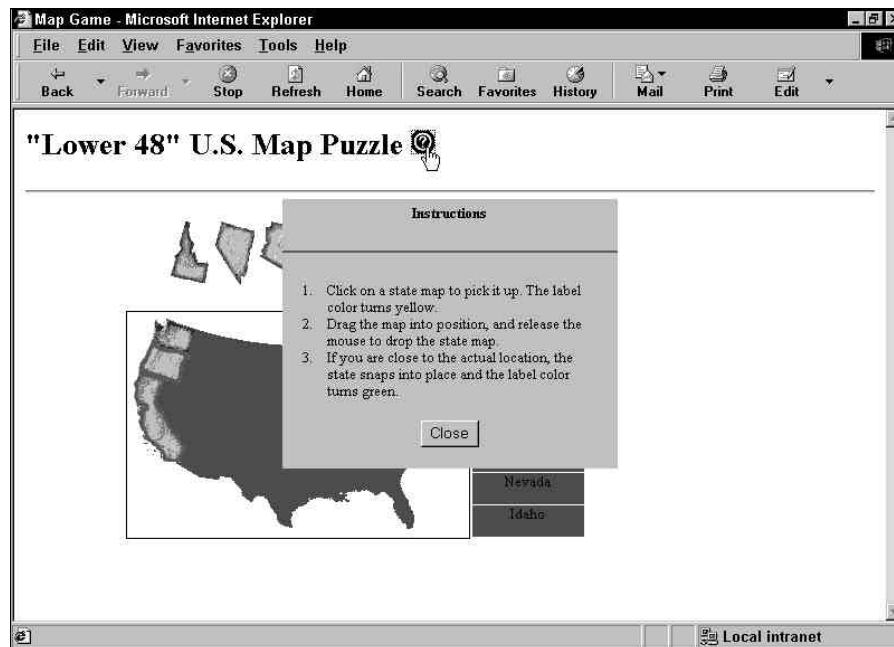 Map Game - Microsoft Internet Explorer
File Edit View Favorites Tools Help
Back Forward Stop Refresh Home Search Favorites History Mail Print Edit
"Lower 48" U.S. Map Puzzle
Instructions
1. Click on a state map to pick it up. The label
color turns yellow.
2. Drag the map into position, and release the
mouse to drop the state map.
3. If you are close to the actual location, the
state snaps into place and the label color
turns green.
Close
Nevada
Idaho
Local intranet